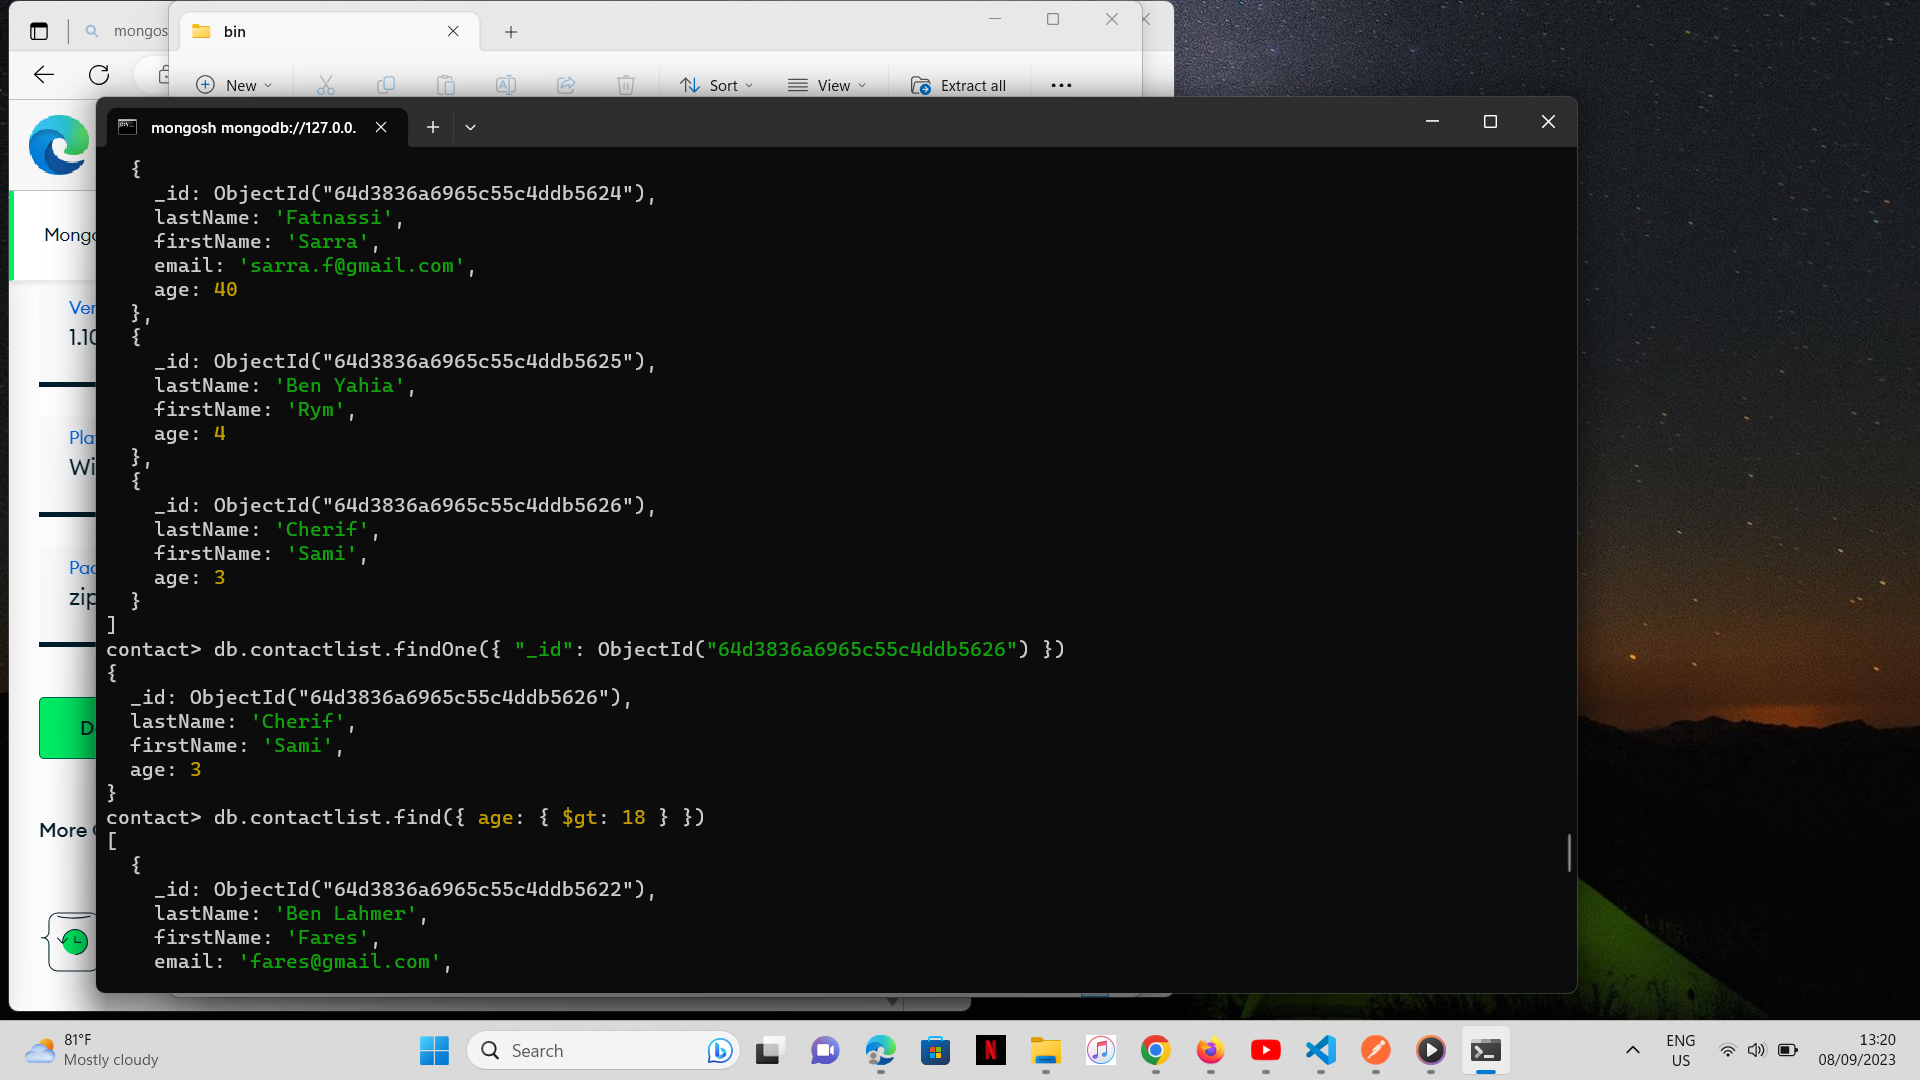 mongos
bin
New
Sort
View
Extract all
mongosh mongodb://127.0.0.
{
_id: ObjectId("64d3836a6965c55c4ddb5624"),
lastName: 'Fatnassi',
firstName: 'Sarra',
email: 'sarra.f@gmail.com',
age: 40
},
{
_id: ObjectId("64d3836a6965c55c4ddb5625"),
lastName: 'Ben Yahia',
firstName: 'Rym',
age: 4
},
{
_id: ObjectId("64d3836a6965c55c4ddb5626"),
lastName: 'Cherif',
firstName: 'Sami',
age: 3
}
]
contact> db.contactlist.findOne({ "_id": ObjectId("64d3836a6965c55c4ddb5626") })
{
_id: ObjectId("64d3836a6965c55c4ddb5626"),
lastName: 'Cherif',
firstName: 'Sami',
age: 3
}
contact> db.contactlist.find({ age: { $gt: 18 } })
[
{
_id: ObjectId("64d3836a6965c55c4ddb5622"),
lastName: 'Ben Lahmer',
firstName: 'Fares',
email: 'fares@gmail.com',
Mongo
Ver
1.10
Pla
Wi
Pac
zip
D
More
81°F
Mostly cloudy
Search
ENG
US
13:20
08/09/2023